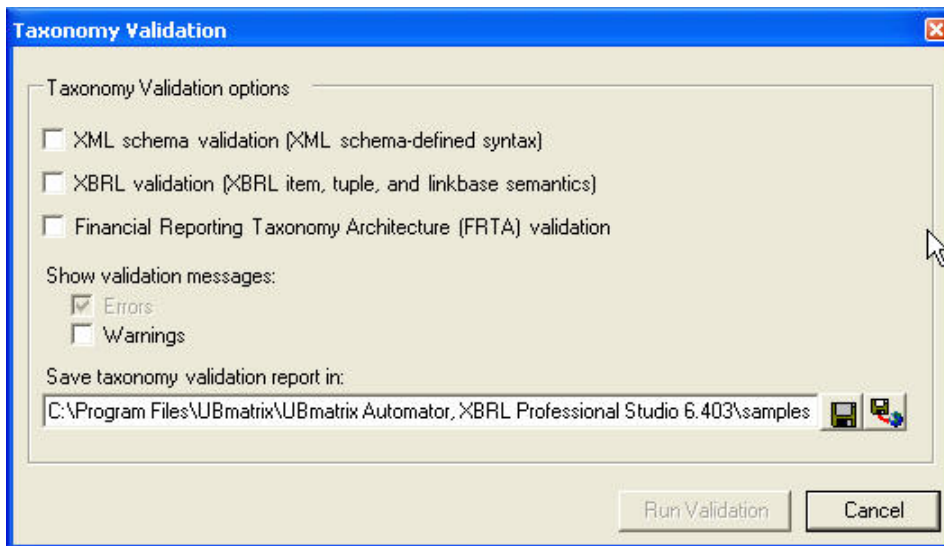 Taxonomy Validation
Taxonomy Validation options
XML schema validation (XML schema-defined syntax)
XBRL validation (XBRL item, tuple, and linkbase semantics)
Financial Reporting Taxonomy Architecture (FRTA) validation
Show validation messages:
Errors
Warnings
Save taxonomy validation report in:
C:\Program Files\UBmatrix\UBmatrix Automator, XBRL Professional Studio 6.403\samples
Run Validation Cancel